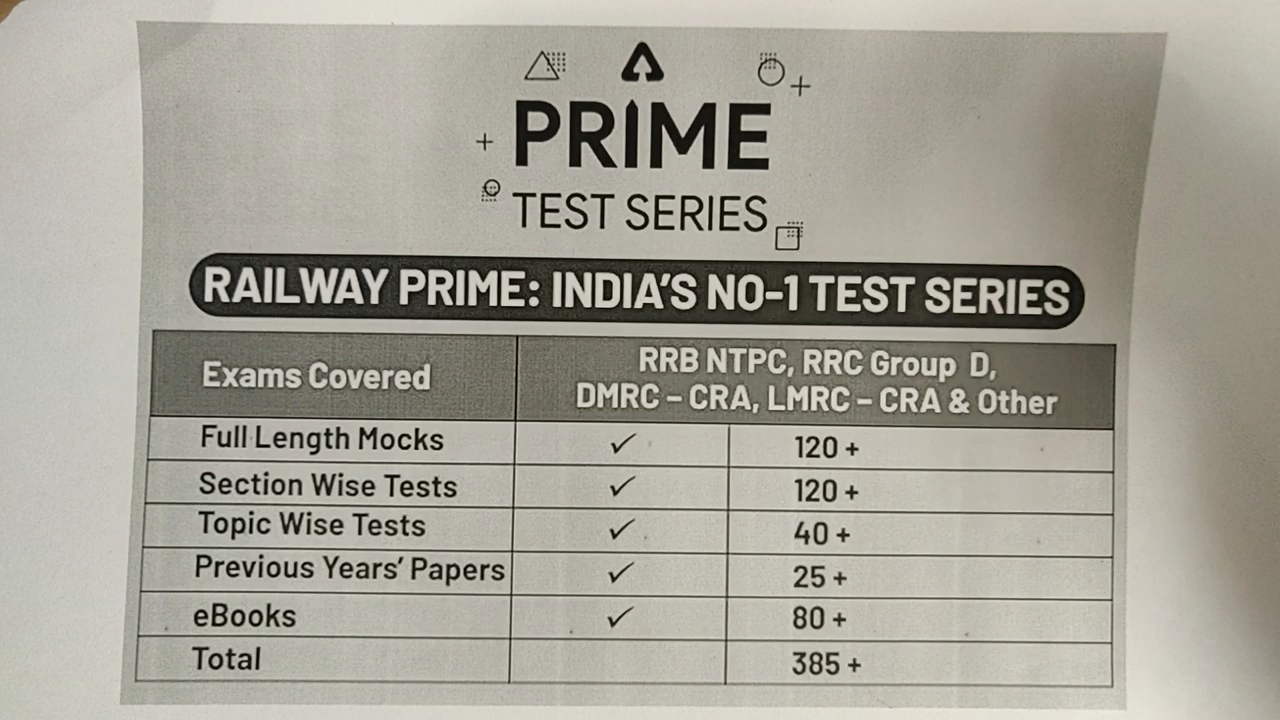 PRIME
TEST SERIES
RAILWAY PRIME: INDIA'S NO-1 TEST SERIES
Exams Covered
RRB NTPC, RRC Group D,
DMRC – CRA, LMRC – CRA & Other
Full Length Mocks ✓ 120 +
Section Wise Tests ✓ 120 +
Topic Wise Tests ✓ 40 +
Previous Years' Papers ✓ 25 +
eBooks ✓ 80 +
Total 385 +